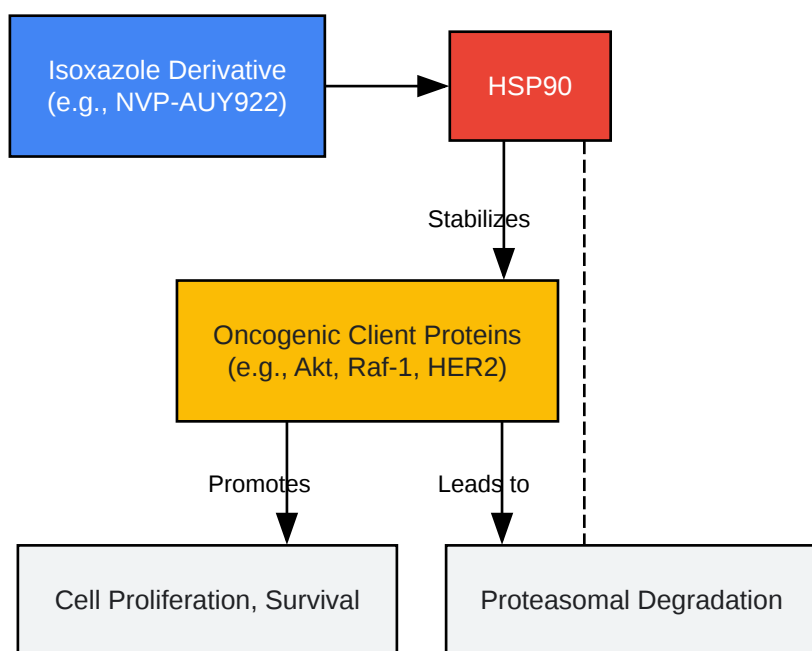 Isoxazole Derivative
(e.g., NVP-AUY922)
HSP90
Stabilizes
Oncogenic Client Proteins
(e.g., Akt, Raf-1, HER2)
Promotes
Leads to
Cell Proliferation, Survival
Proteasomal Degradation